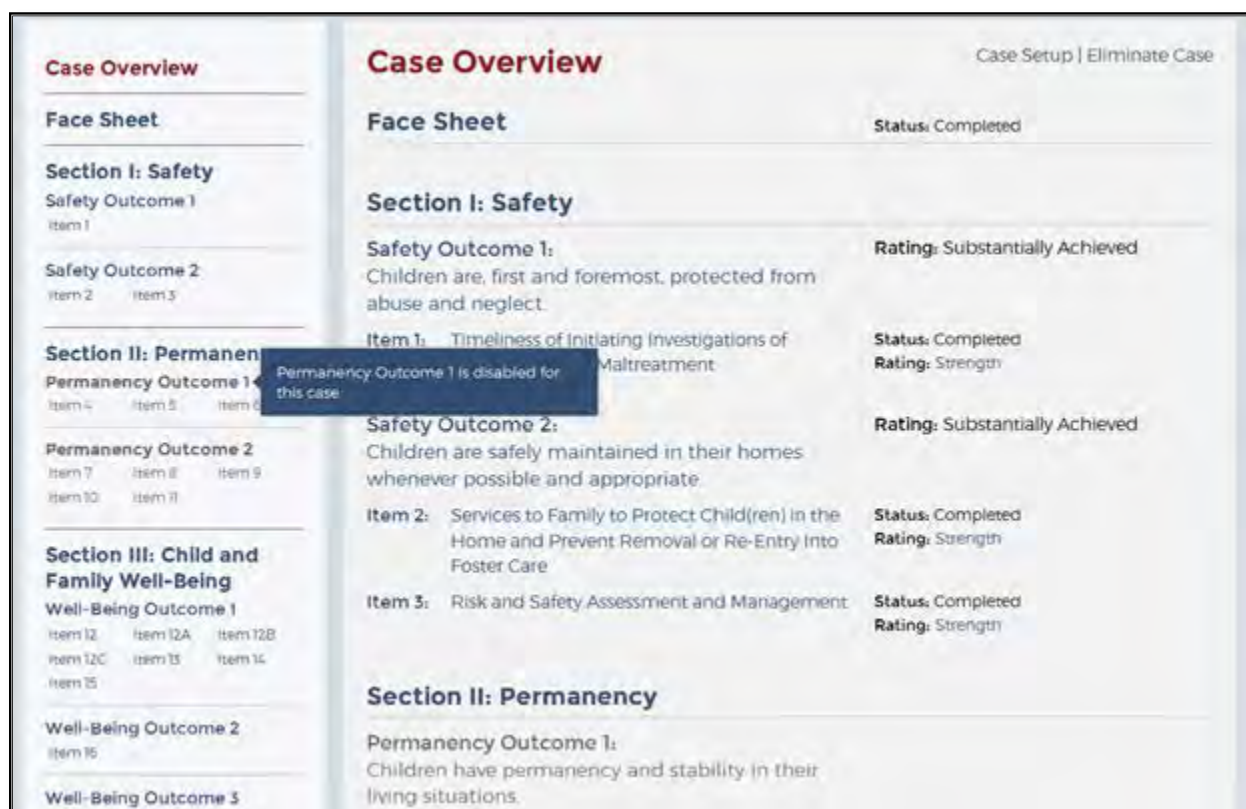 Case Overview
Face Sheet
Section I: Safety
Safety Outcome 1
Item 1
Safety Outcome 2
Item 2 Item 3
Section II: Permanen
Permanency Outcome 1
Item 4 Item 5 Item 6
Permanency Outcome 2
Item 7 Item 8 Item 9
Item 10 Item 11
Section III: Child and
Family Well-Being
Well-Being Outcome 1
Item 12 Item 12A Item 12B
Item 12C Item 13 Item 14
Item 15
Well-Being Outcome 2
Item 16
Well-Being Outcome 3
Permanency Outcome 1 is disabled for
this case
Case Overview
Case Setup | Eliminate Case
Face Sheet
Status: Completed
Section I: Safety
Safety Outcome 1:
Rating: Substantially Achieved
Children are, first and foremost, protected from
abuse and neglect.
Item 1: Timeliness of Initiating Investigations of
Maltreatment
Status: Completed
Rating: Strength
Safety Outcome 2:
Rating: Substantially Achieved
Children are safely maintained in their homes
whenever possible and appropriate.
Item 2: Services to Family to Protect Child(ren) in the
Home and Prevent Removal or Re-Entry Into
Foster Care
Status: Completed
Rating: Strength
Item 3: Risk and Safety Assessment and Management
Status: Completed
Rating: Strength
Section II: Permanency
Permanency Outcome 1:
Children have permanency and stability in their
living situations.